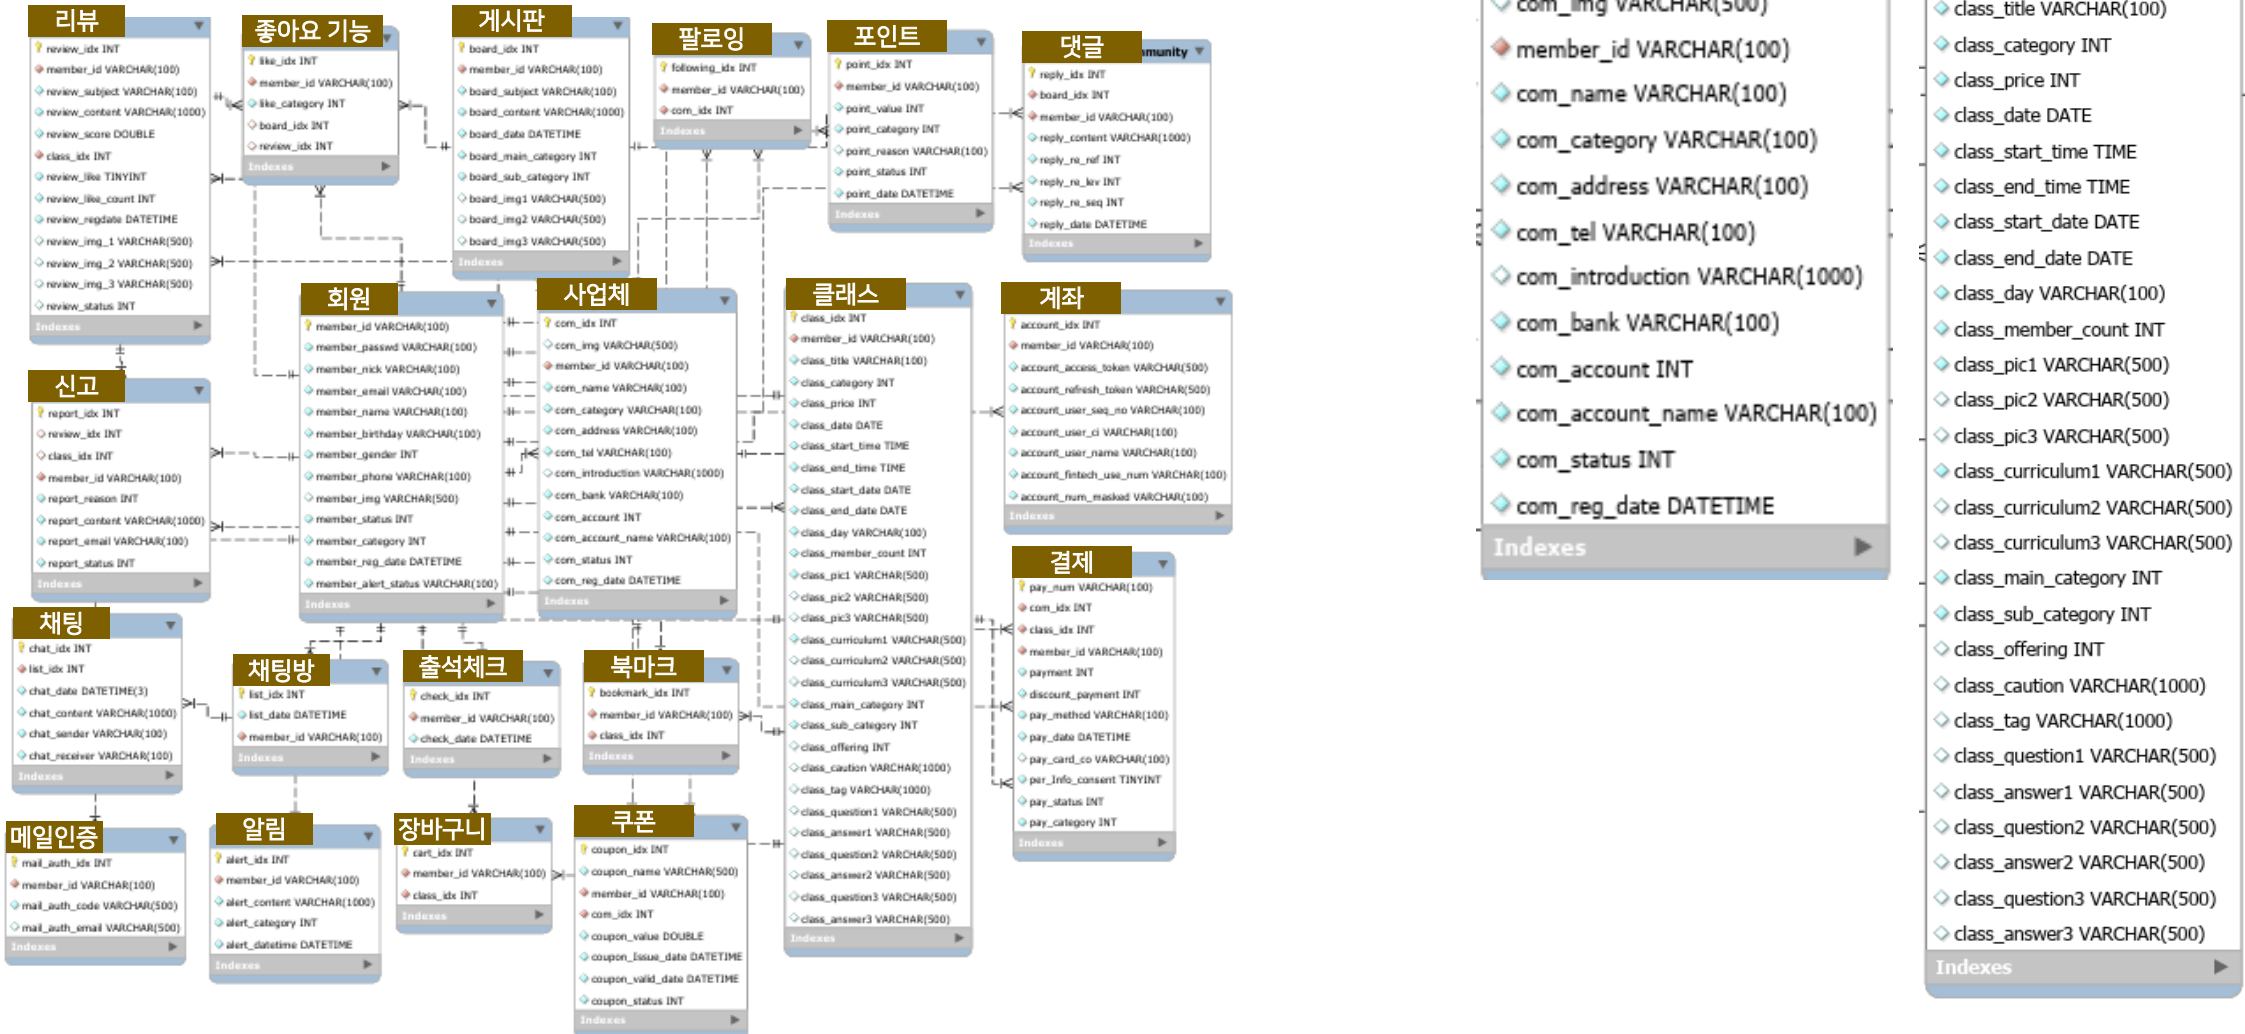 리뷰
review_idx INT
member_id VARCHAR(100)
review_subject VARCHAR(100)
review_content VARCHAR(1000)
review_score DOUBLE
class_idx INT
review_like TINYINT
review_like_count INT
review_regdate DATETIME
review_img_1 VARCHAR(500)
review_img_2 VARCHAR(500)
review_img_3 VARCHAR(500)
review_status INT
Indexes
좋아요 기능
like_idx INT
member_id VARCHAR(100)
like_category INT
board_idx INT
review_idx INT
Indexes
게시판
board_idx INT
member_id VARCHAR(100)
board_subject VARCHAR(100)
board_content VARCHAR(1000)
board_date DATETIME
board_main_category INT
board_sub_category INT
board_img1 VARCHAR(500)
board_img2 VARCHAR(500)
board_img3 VARCHAR(500)
Indexes
팔로잉
following_idx INT
member_id VARCHAR(100)
com_idx INT
Indexes
포인트
point_idx INT
member_id VARCHAR(100)
point_value INT
point_category INT
point_reason VARCHAR(100)
point_status INT
point_date DATETIME
Indexes
댓글
munity
reply_idx INT
board_idx INT
member_id VARCHAR(100)
reply_content VARCHAR(1000)
reply_re_ref INT
reply_re_lev INT
reply_re_seq INT
reply_date DATETIME
Indexes
회원
member_id VARCHAR(100)
member_passwd VARCHAR(100)
member_nick VARCHAR(100)
member_email VARCHAR(100)
member_name VARCHAR(100)
member_birthday VARCHAR(100)
member_gender INT
member_phone VARCHAR(100)
member_img VARCHAR(500)
member_status INT
member_category INT
member_reg_date DATETIME
member_alert_status VARCHAR(100)
Indexes
사업체
com_idx INT
com_img VARCHAR(500)
member_id VARCHAR(100)
com_name VARCHAR(100)
com_category VARCHAR(100)
com_address VARCHAR(100)
com_tel VARCHAR(100)
com_introduction VARCHAR(1000)
com_bank VARCHAR(100)
com_account INT
com_account_name VARCHAR(100)
com_status INT
com_reg_date DATETIME
Indexes
클래스
class_idx INT
member_id VARCHAR(100)
class_title VARCHAR(100)
class_category INT
class_price INT
class_date DATE
class_start_time TIME
class_end_time TIME
class_start_date DATE
class_end_date DATE
class_day VARCHAR(100)
class_member_count INT
class_pic1 VARCHAR(500)
class_pic2 VARCHAR(500)
class_pic3 VARCHAR(500)
class_curriculum1 VARCHAR(500)
class_curriculum2 VARCHAR(500)
class_curriculum3 VARCHAR(500)
class_main_category INT
class_sub_category INT
class_offering INT
class_caution VARCHAR(1000)
class_tag VARCHAR(1000)
class_question1 VARCHAR(500)
class_answer1 VARCHAR(500)
class_question2 VARCHAR(500)
class_answer2 VARCHAR(500)
class_question3 VARCHAR(500)
class_answer3 VARCHAR(500)
Indexes
계좌
account_idx INT
member_id VARCHAR(100)
account_access_token VARCHAR(500)
account_refresh_token VARCHAR(500)
account_user_seq_no VARCHAR(100)
account_user_ci VARCHAR(100)
account_user_name VARCHAR(100)
account_fintech_use_num VARCHAR(100)
account_num_masked VARCHAR(100)
Indexes
신고
report_idx INT
review_idx INT
class_idx INT
member_id VARCHAR(100)
report_reason INT
report_content VARCHAR(1000)
report_email VARCHAR(100)
report_status INT
Indexes
결제
pay_num VARCHAR(100)
com_idx INT
class_idx INT
member_id VARCHAR(100)
payment INT
discount_payment INT
pay_method VARCHAR(100)
pay_date DATETIME
pay_card_co VARCHAR(100)
per_Info_consent TINYINT
pay_status INT
pay_category INT
Indexes
채팅
chat_idx INT
list_idx INT
chat_date DATETIME(3)
chat_content VARCHAR(1000)
chat_sender VARCHAR(100)
chat_receiver VARCHAR(100)
Indexes
채팅방
list_idx INT
list_date DATETIME
member_id VARCHAR(100)
Indexes
출석체크
check_idx INT
member_id VARCHAR(100)
check_date DATETIME
Indexes
북마크
bookmark_idx INT
member_id VARCHAR(100)
class_idx INT
Indexes
메일인증
mail_auth_idx INT
member_id VARCHAR(100)
mail_auth_code VARCHAR(500)
mail_auth_email VARCHAR(500)
Indexes
알림
alert_idx INT
member_id VARCHAR(100)
alert_content VARCHAR(1000)
alert_category INT
alert_datetime DATETIME
Indexes
장바구니
cart_idx INT
member_id VARCHAR(100)
class_idx INT
Indexes
쿠폰
coupon_idx INT
coupon_name VARCHAR(500)
member_id VARCHAR(100)
com_idx INT
coupon_value DOUBLE
coupon_Issue_date DATETIME
coupon_valid_date DATETIME
coupon_status INT
Indexes
com_img VARCHAR(500)
member_id VARCHAR(100)
com_name VARCHAR(100)
com_category VARCHAR(100)
com_address VARCHAR(100)
com_tel VARCHAR(100)
com_introduction VARCHAR(1000)
com_bank VARCHAR(100)
com_account INT
com_account_name VARCHAR(100)
com_status INT
com_reg_date DATETIME
Indexes
class_title VARCHAR(100)
class_category INT
class_price INT
class_date DATE
class_start_time TIME
class_end_time TIME
class_start_date DATE
class_end_date DATE
class_day VARCHAR(100)
class_member_count INT
class_pic1 VARCHAR(500)
class_pic2 VARCHAR(500)
class_pic3 VARCHAR(500)
class_curriculum1 VARCHAR(500)
class_curriculum2 VARCHAR(500)
class_curriculum3 VARCHAR(500)
class_main_category INT
class_sub_category INT
class_offering INT
class_caution VARCHAR(1000)
class_tag VARCHAR(1000)
class_question1 VARCHAR(500)
class_answer1 VARCHAR(500)
class_question2 VARCHAR(500)
class_answer2 VARCHAR(500)
class_question3 VARCHAR(500)
class_answer3 VARCHAR(500)
Indexes